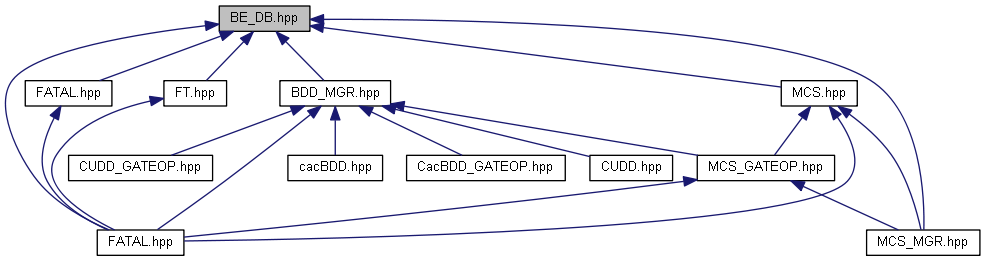 BE_DB.hpp
FATAL.hpp
FT.hpp
BDD_MGR.hpp
MCS.hpp
CUDD_GATEOP.hpp
cacBDD.hpp
CacBDD_GATEOP.hpp
CUDD.hpp
MCS_GATEOP.hpp
FATAL.hpp
MCS_MGR.hpp